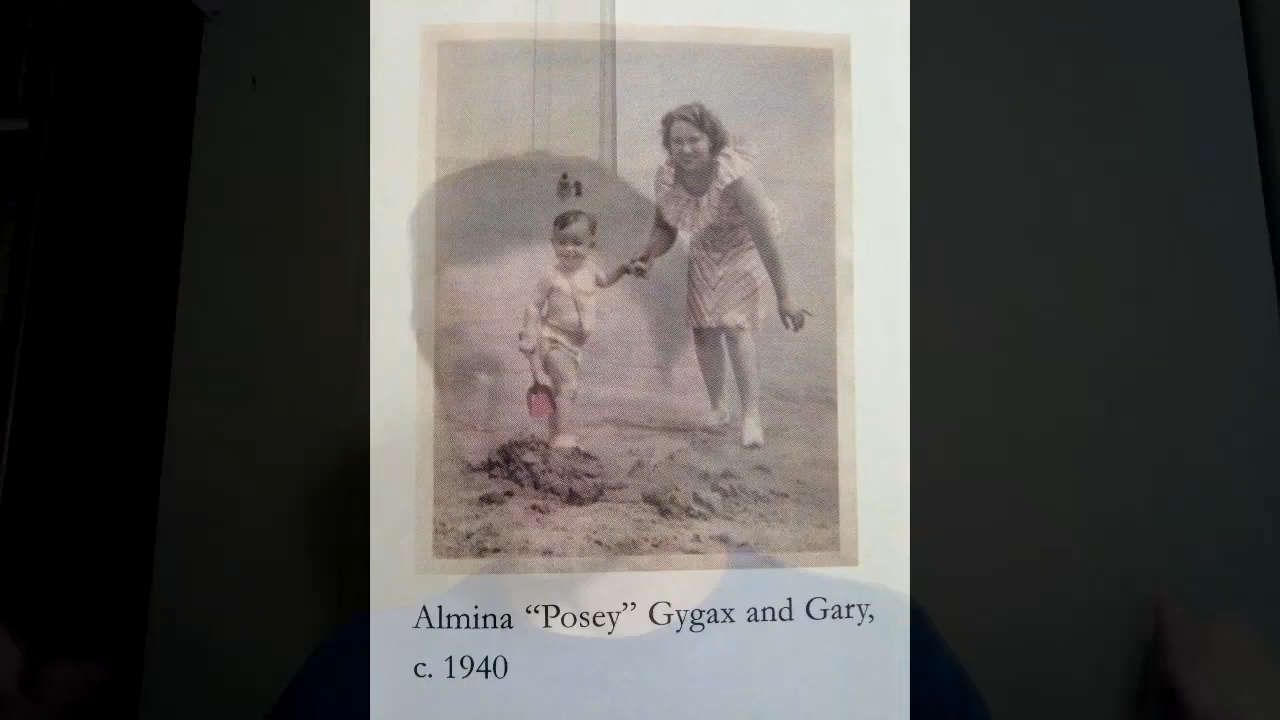 Almina “Posey” Gygax and Gary,
c. 1940